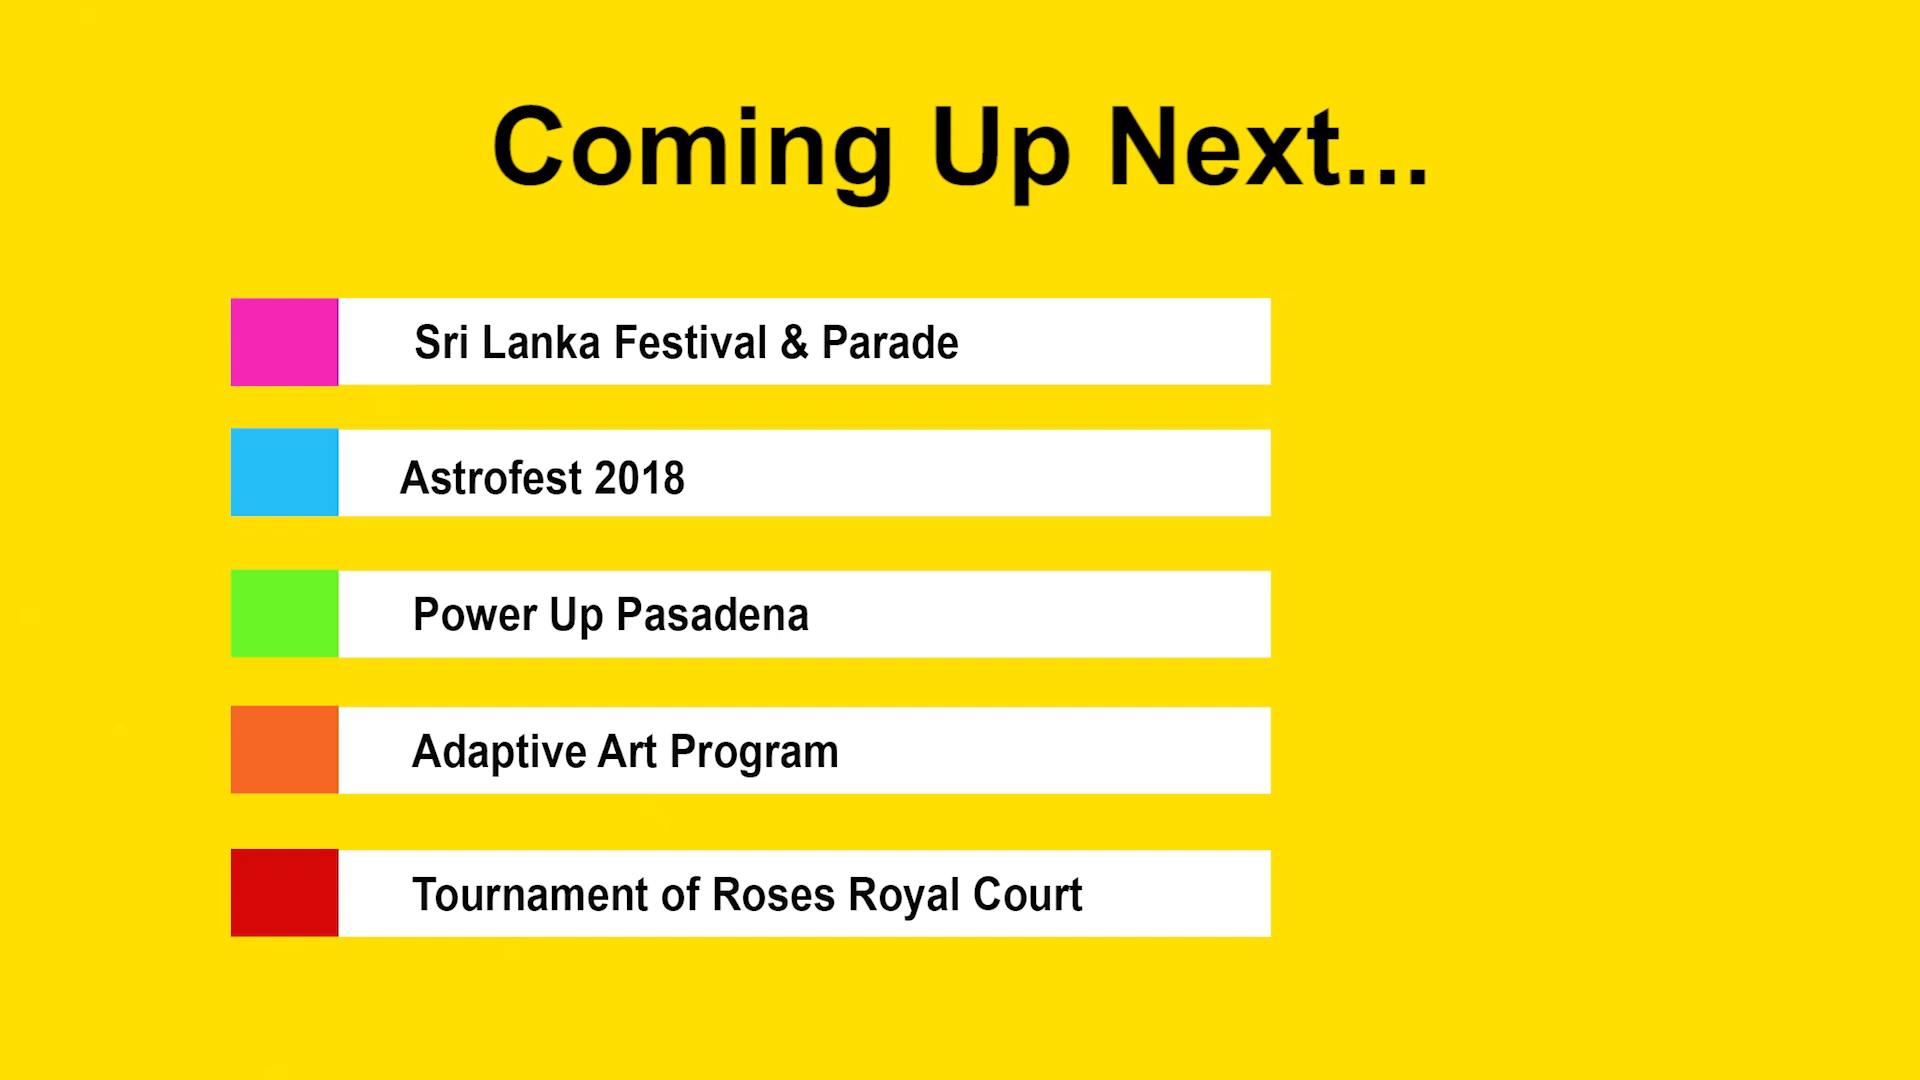 Coming Up Next...
Sri Lanka Festival & Parade
Astrofest 2018
Power Up Pasadena
Adaptive Art Program
Tournament of Roses Royal Court